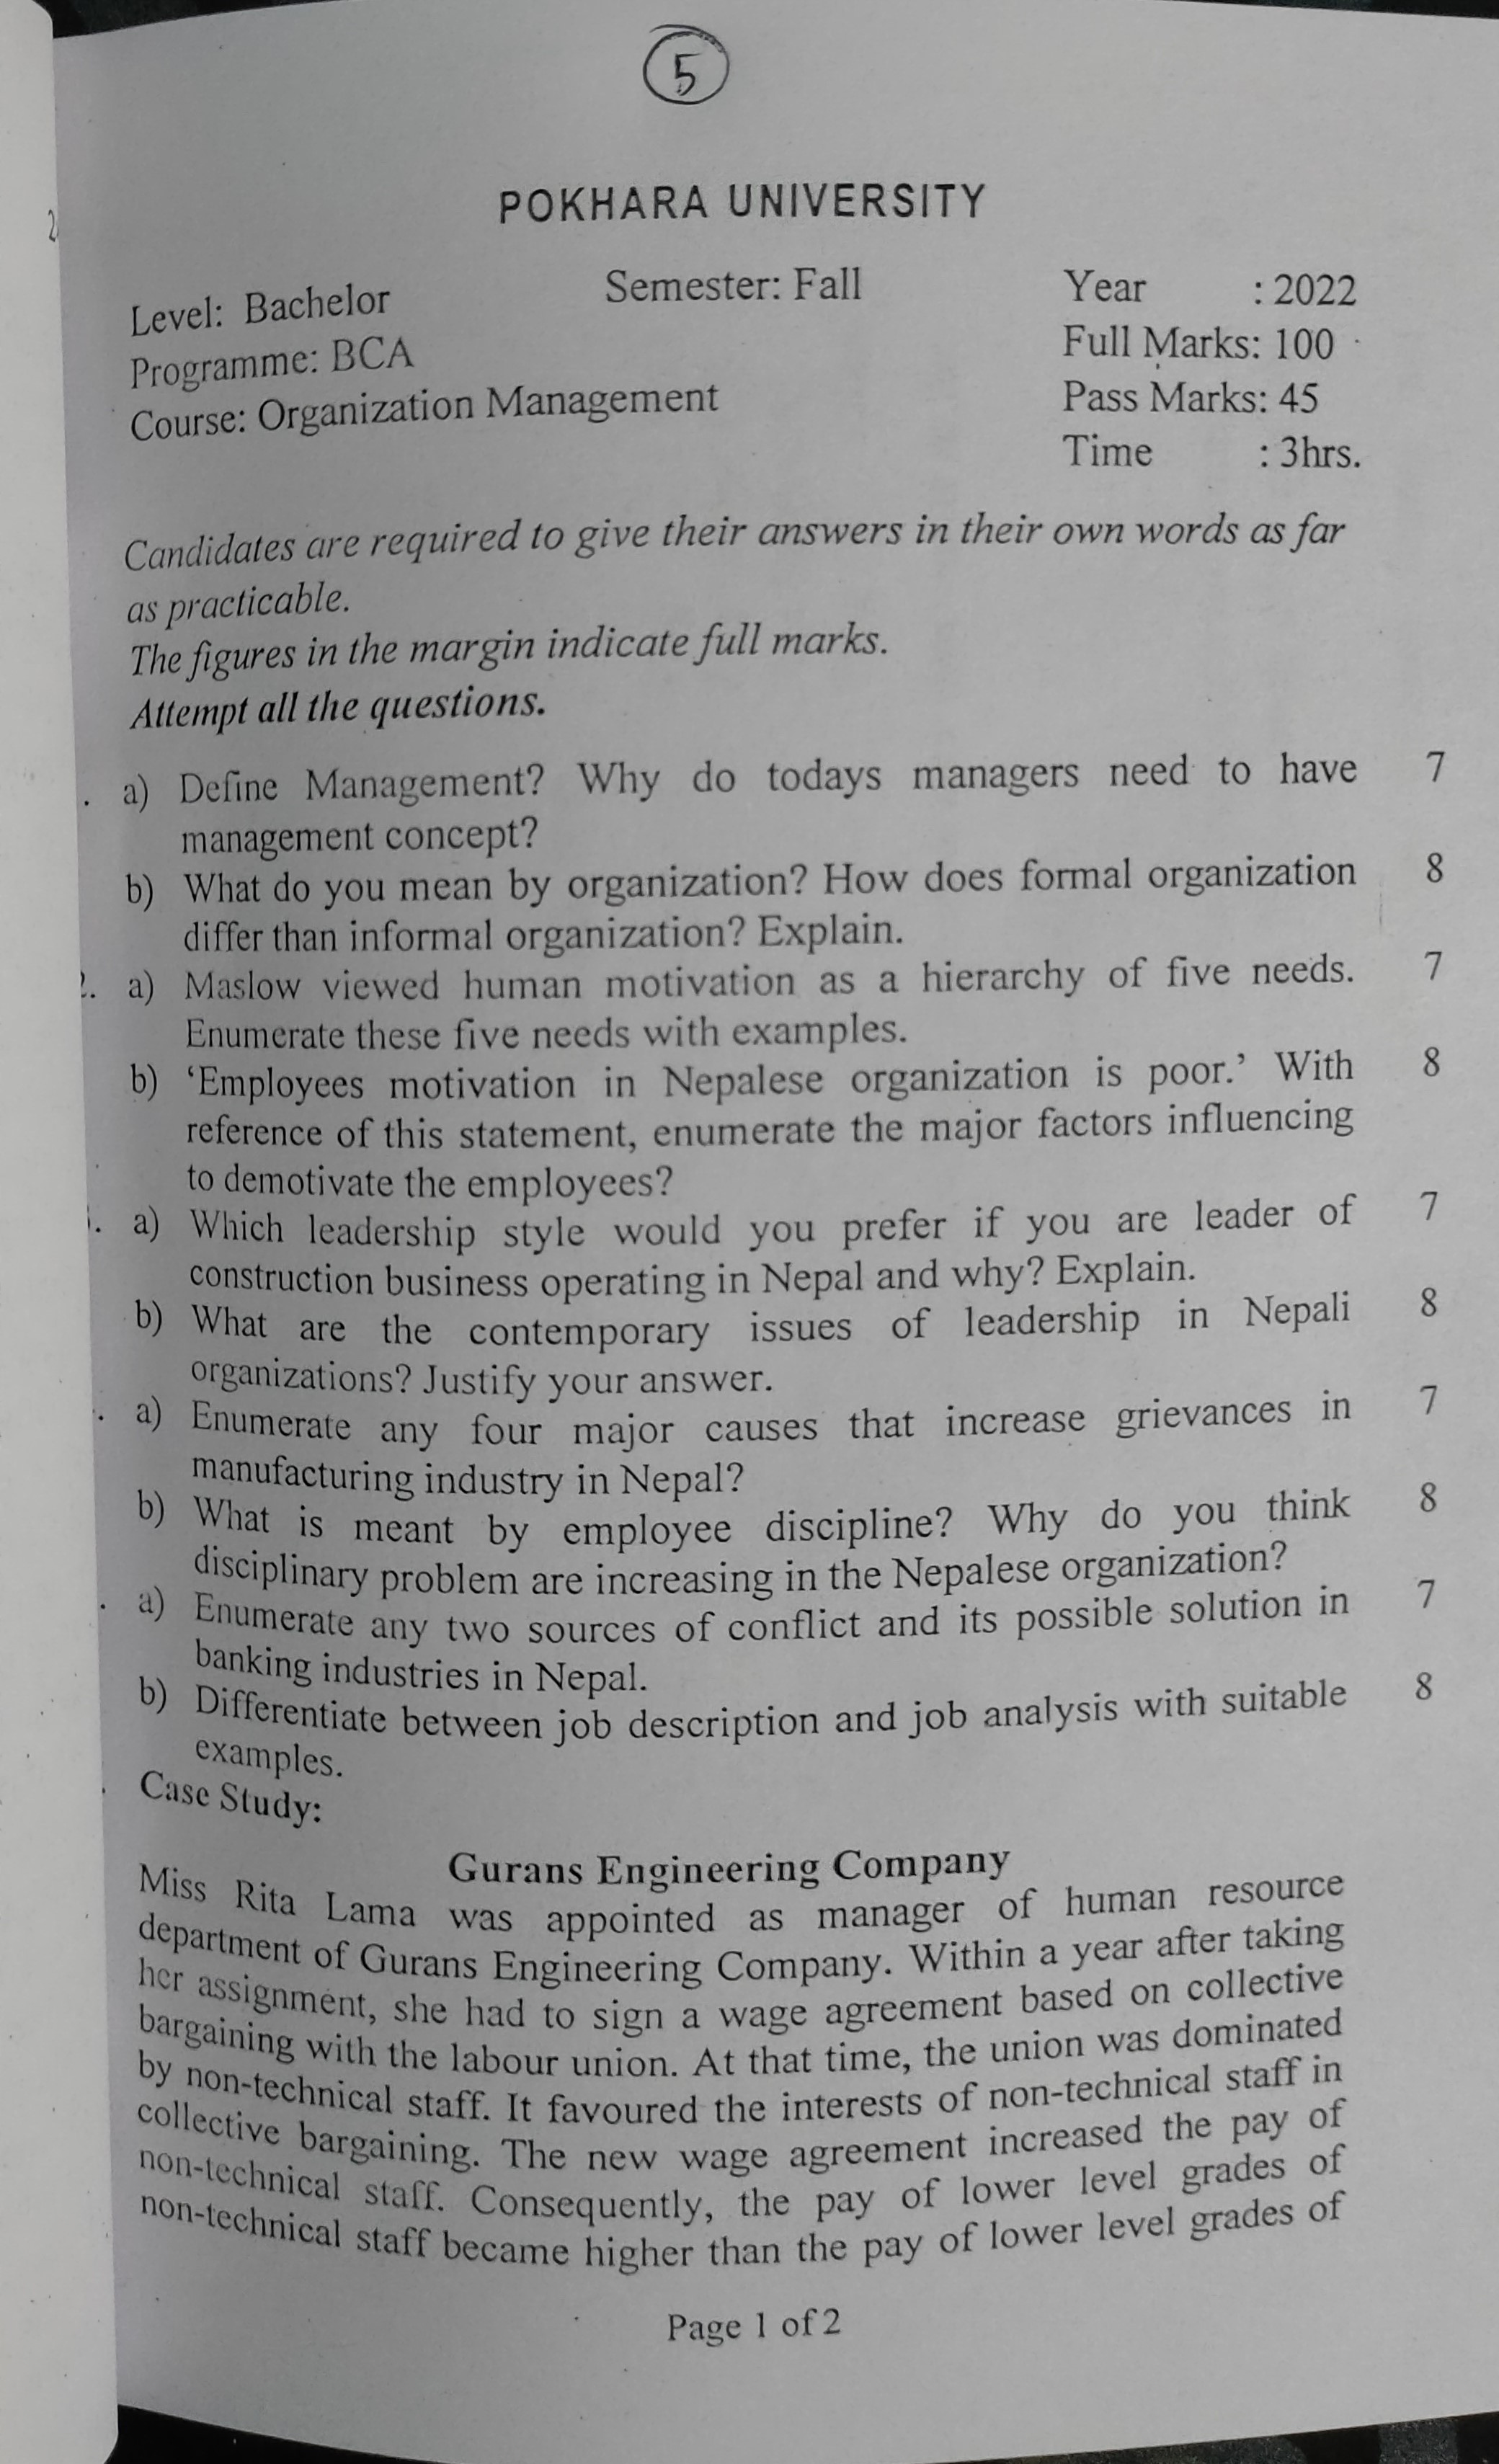 5
POKHARA UNIVERSITY
Level: Bachelor Semester: Fall Year : 2022
Programme: BCA Full Marks: 100
Course: Organization Management Pass Marks: 45
Time : 3hrs.
Candidates are required to give their answers in their own words as far
as practicable.
The figures in the margin indicate full marks.
Attempt all the questions.
. a) Define Management? Why do todays managers need to have 7
management concept?
b) What do you mean by organization? How does formal organization 8
differ than informal organization? Explain.
2. a) Maslow viewed human motivation as a hierarchy of five needs. 7
Enumerate these five needs with examples.
b) ‘Employees motivation in Nepalese organization is poor.’ With 8
reference of this statement, enumerate the major factors influencing
to demotivate the employees?
. a) Which leadership style would you prefer if you are leader of 7
construction business operating in Nepal and why? Explain.
b) What are the contemporary issues of leadership in Nepali 8
organizations? Justify your answer.
. a) Enumerate any four major causes that increase grievances in 7
manufacturing industry in Nepal?
b) What is meant by employee discipline? Why do you think 8
disciplinary problem are increasing in the Nepalese organization?
. a) Enumerate any two sources of conflict and its possible solution in 7
banking industries in Nepal.
b) Differentiate between job description and job analysis with suitable 8
examples.
. Case Study:
Gurans Engineering Company
Miss Rita Lama was appointed as manager of human resource
department of Gurans Engineering Company. Within a year after taking
her assignment, she had to sign a wage agreement based on collective
bargaining with the labour union. At that time, the union was dominated
by non-technical staff. It favoured the interests of non-technical staff in
collective bargaining. The new wage agreement increased the pay of
non-technical staff. Consequently, the pay of lower level grades of
non-technical staff became higher than the pay of lower level grades of
Page 1 of 2